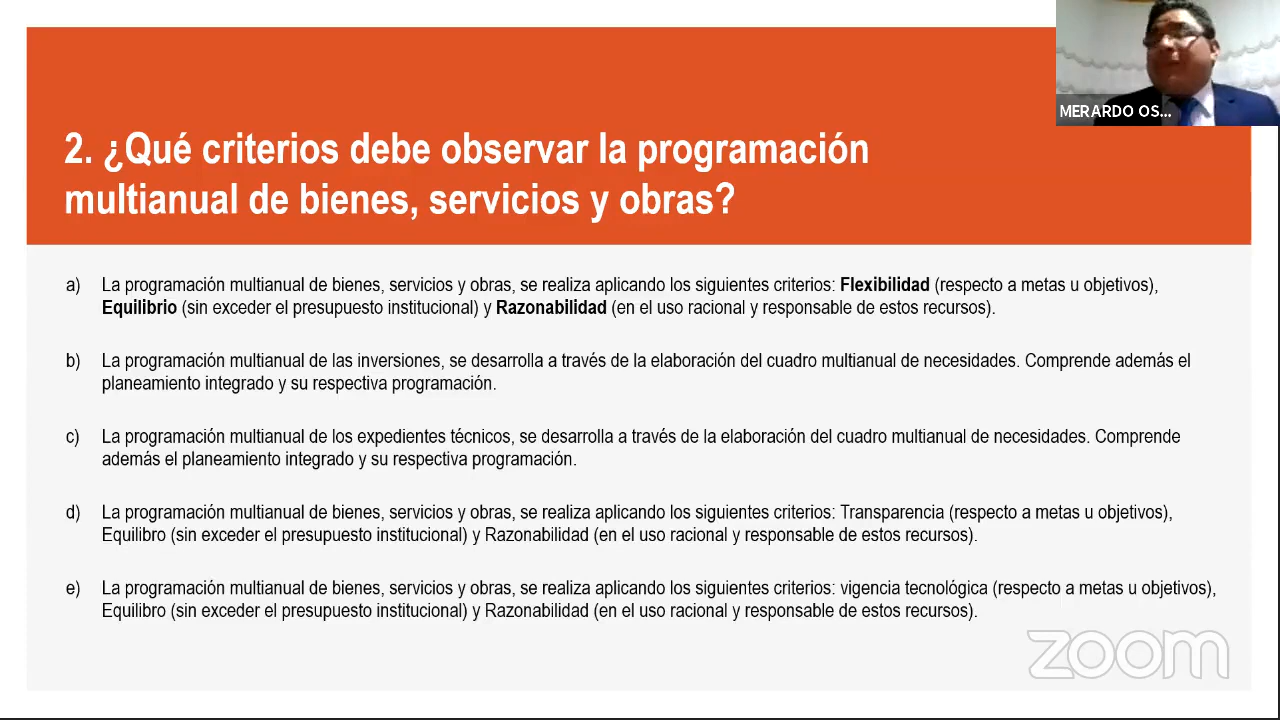 MERARDO OS...
2. ¿Qué criterios debe observar la programación
multianual de bienes, servicios y obras?
a) La programación multianual de bienes, servicios y obras, se realiza aplicando los siguientes criterios: Flexibilidad (respecto a metas u objetivos),
Equilibrio (sin exceder el presupuesto institucional) y Razonabilidad (en el uso racional y responsable de estos recursos).
b) La programación multianual de las inversiones, se desarrolla a través de la elaboración del cuadro multianual de necesidades. Comprende además el
planeamiento integrado y su respectiva programación.
c) La programación multianual de los expedientes técnicos, se desarrolla a través de la elaboración del cuadro multianual de necesidades. Comprende
además el planeamiento integrado y su respectiva programación.
d) La programación multianual de bienes, servicios y obras, se realiza aplicando los siguientes criterios: Transparencia (respecto a metas u objetivos),
Equilibro (sin exceder el presupuesto institucional) y Razonabilidad (en el uso racional y responsable de estos recursos).
e) La programación multianual de bienes, servicios y obras, se realiza aplicando los siguientes criterios: vigencia tecnológica (respecto a metas u objetivos),
Equilibro (sin exceder el presupuesto institucional) y Razonabilidad (en el uso racional y responsable de estos recursos).
zoom